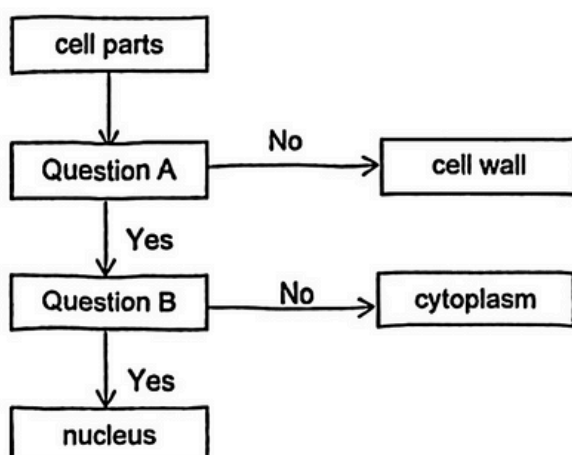 cell parts
No
Question A
cell wall
Yes
Question B
No
cytoplasm
Yes
nucleus